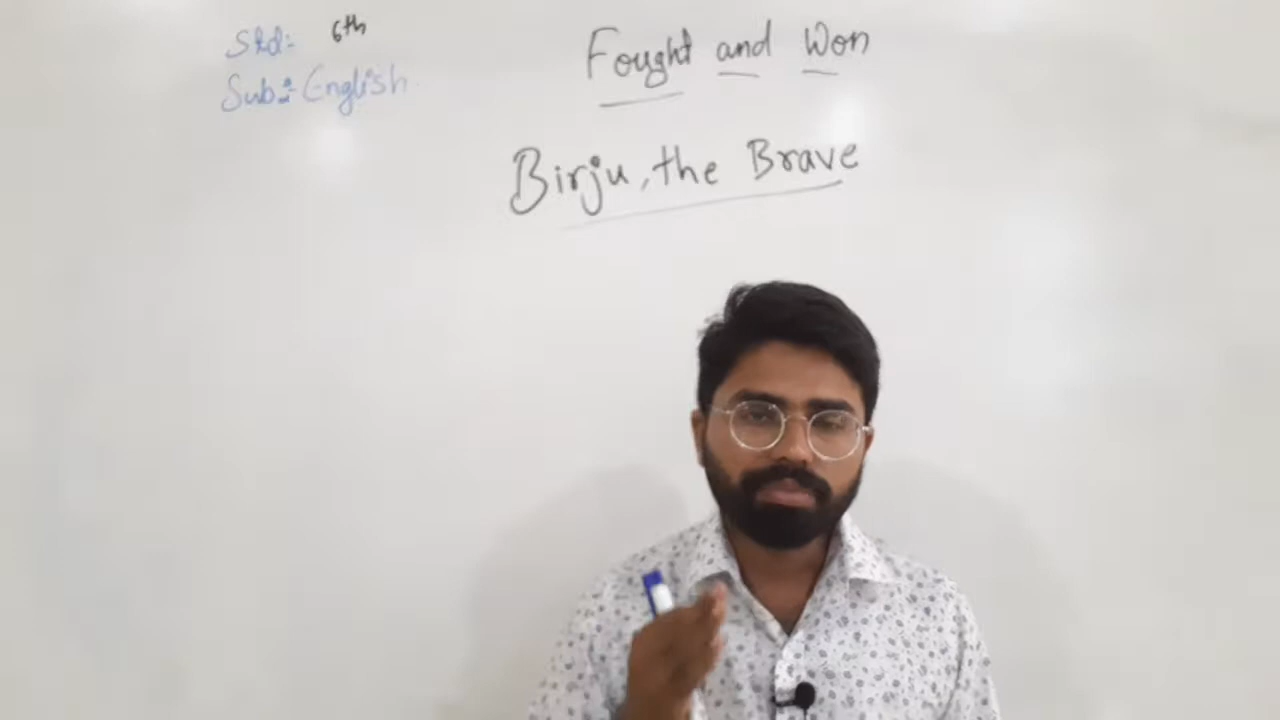 Std:- 6th
Sub:- English
Fought and Won
Birju, the Brave